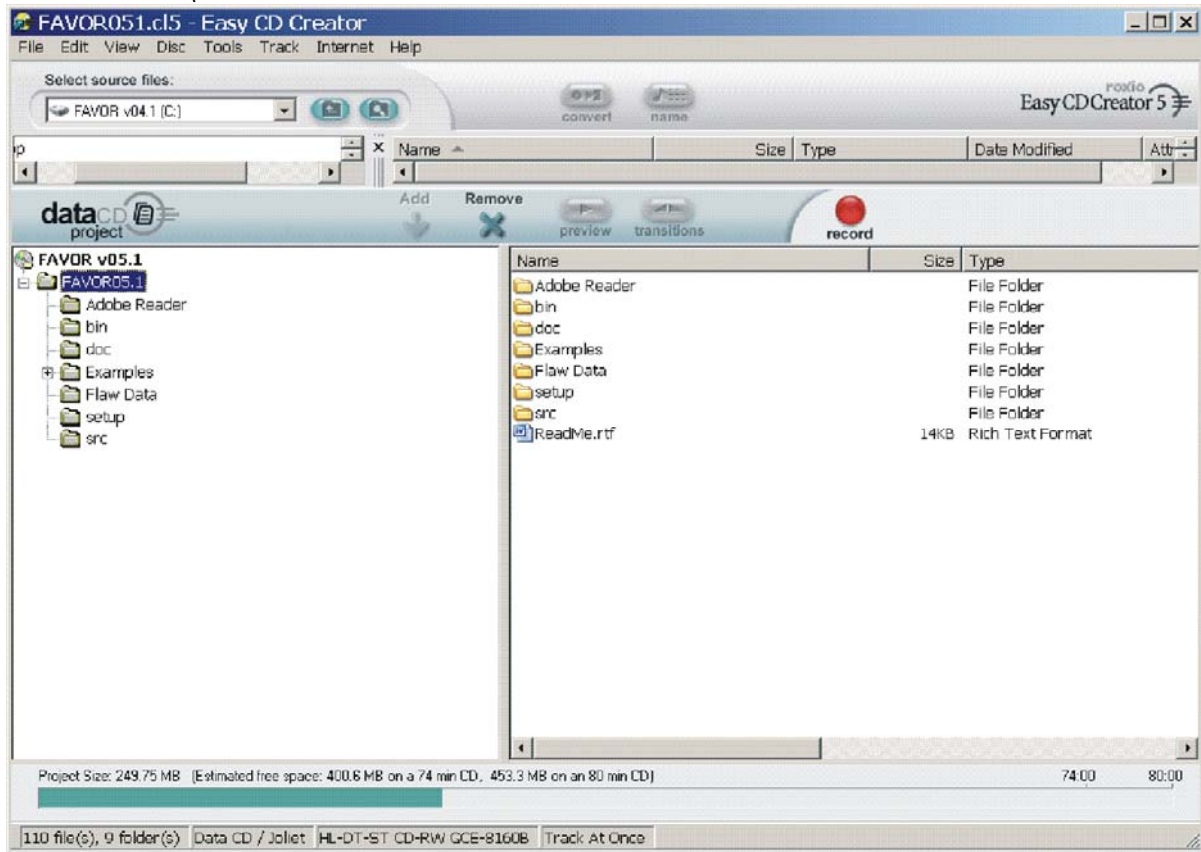 FAVOR051.cl5 - Easy CD Creator
File Edit View Disc Tools Track Internet Help
Select source files:
FAVOR v04.1 (C:)
convert name
roxio
Easy CD Creator 5
Name Size Type Date Modified Attr
data CD project
Add Remove
preview transitions
record
FAVOR v05.1
FAVOR05.1
Adobe Reader
bin
doc
Examples
Flaw Data
setup
src
Name Size Type
Adobe Reader File Folder
bin File Folder
doc File Folder
Examples File Folder
Flaw Data File Folder
setup File Folder
src File Folder
ReadMe.rtf 14KB Rich Text Format
Project Size: 249.75 MB (Estimated free space: 400.6 MB on a 74 min CD, 453.3 MB on an 80 min CD)
74:00 80:00
110 file(s), 9 folder(s) Data CD / Joliet HL-DT-ST CD-RW GCE-8160B Track At Once